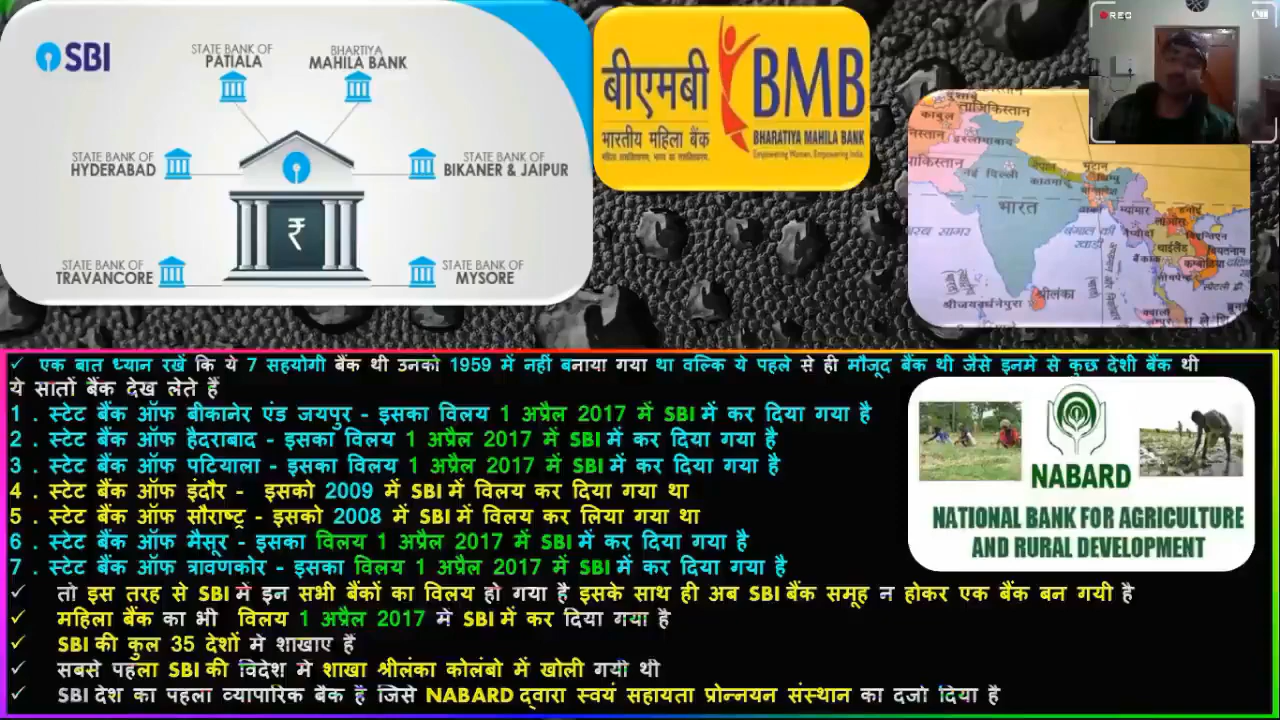 SBI
STATE BANK OF
PATIALA
BHARTIYA
MAHILA BANK
STATE BANK OF
HYDERABAD
STATE BANK OF
BIKANER & JAIPUR
STATE BANK OF
TRAVANCORE
STATE BANK OF
MYSORE
₹
बीएमबी
भारतीय महिला बैंक
BMB
BHARATIYA MAHILA BANK
Empowering Women, Empowering India.
REC
ताजिकिस्तान
काबुल
नई दिल्ली
भारत
म्यांमार
थाईलैंड
श्रीलंका
श्रीजयवर्धनेपुरा
बंगाल की
खाड़ी
एक बात ध्यान रखें कि ये 7 सहयोगी बैंक थी उनको 1959 में नहीं बनाया गया था वल्कि ये पहले से ही मौजूद बैंक थी जैसे इनमे से कुछ देशी बैंक थी
ये सातों बैंक देख लेते हैं
1 . स्टेट बैंक ऑफ बीकानेर एंड जयपुर - इसका विलय 1 अप्रैल 2017 में SBI में कर दिया गया है
2 . स्टेट बैंक ऑफ हैदराबाद - इसका विलय 1 अप्रैल 2017 में SBI में कर दिया गया है
3 . स्टेट बैंक ऑफ पटियाला - इसका विलय 1 अप्रैल 2017 में SBI में कर दिया गया है
4 . स्टेट बैंक ऑफ इंदौर - इसको 2009 में SBI में विलय कर दिया गया था
5 . स्टेट बैंक ऑफ सौराष्ट्र - इसको 2008 में SBI में विलय कर लिया गया था
6 . स्टेट बैंक ऑफ मैसूर - इसका विलय 1 अप्रैल 2017 में SBI में कर दिया गया है
7 . स्टेट बैंक ऑफ त्रावणकोर - इसका विलय 1 अप्रैल 2017 में SBI में कर दिया गया है
तो इस तरह से SBI में इन सभी बैंकों का विलय हो गया है इसके साथ ही अब SBI बैंक समूह न होकर एक बैंक बन गयी है
महिला बैंक का भी विलय 1 अप्रैल 2017 मे SBI में कर दिया गया है
SBI की कुल 35 देशों मे शाखाए हैं
सबसे पहला SBI की विदेश मे शाखा श्रीलंका कोलंबो में खोली गयी थी
SBI देश का पहला व्यापारिक बैंक है जिसे NABARD द्वारा स्वयं सहायता प्रोन्नयन संस्थान का दर्जा दिया है
NABARD
NATIONAL BANK FOR AGRICULTURE
AND RURAL DEVELOPMENT